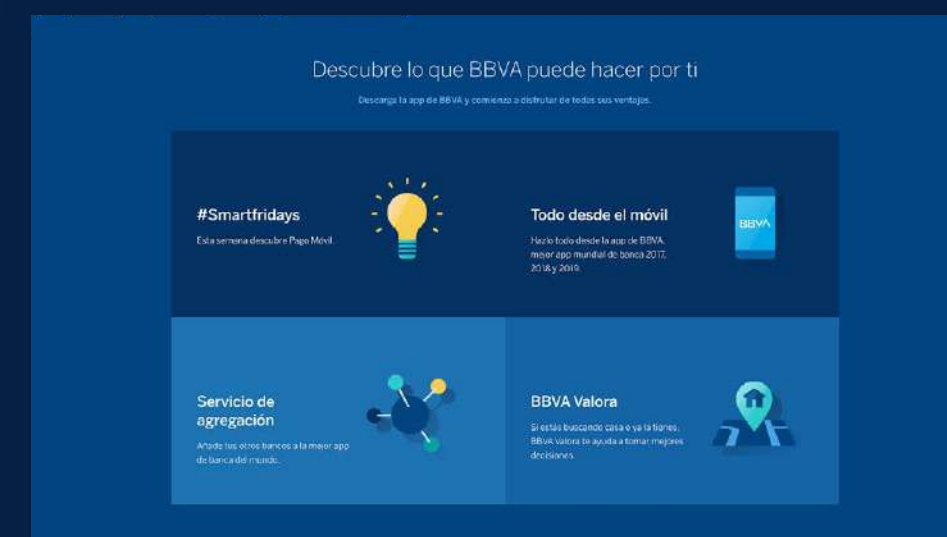 Descubre lo que BBVA puede hacer por ti
Descarga la app de BBVA y comienza a disfrutar de todas sus ventajas.
#Smartfridays
Esta semana descubre Pago Móvil.
Todo desde el móvil
Hazlo todo desde la app de BBVA,
mejor app mundial de banca 2017,
2018 y 2019.
BBVA
Servicio de
agregación
Añade tus otros bancos a la mejor app
de banca del mundo.
BBVA Valora
Si estás buscando casa o ya la tienes,
BBVA Valora te ayuda a tomar mejores
decisiones.